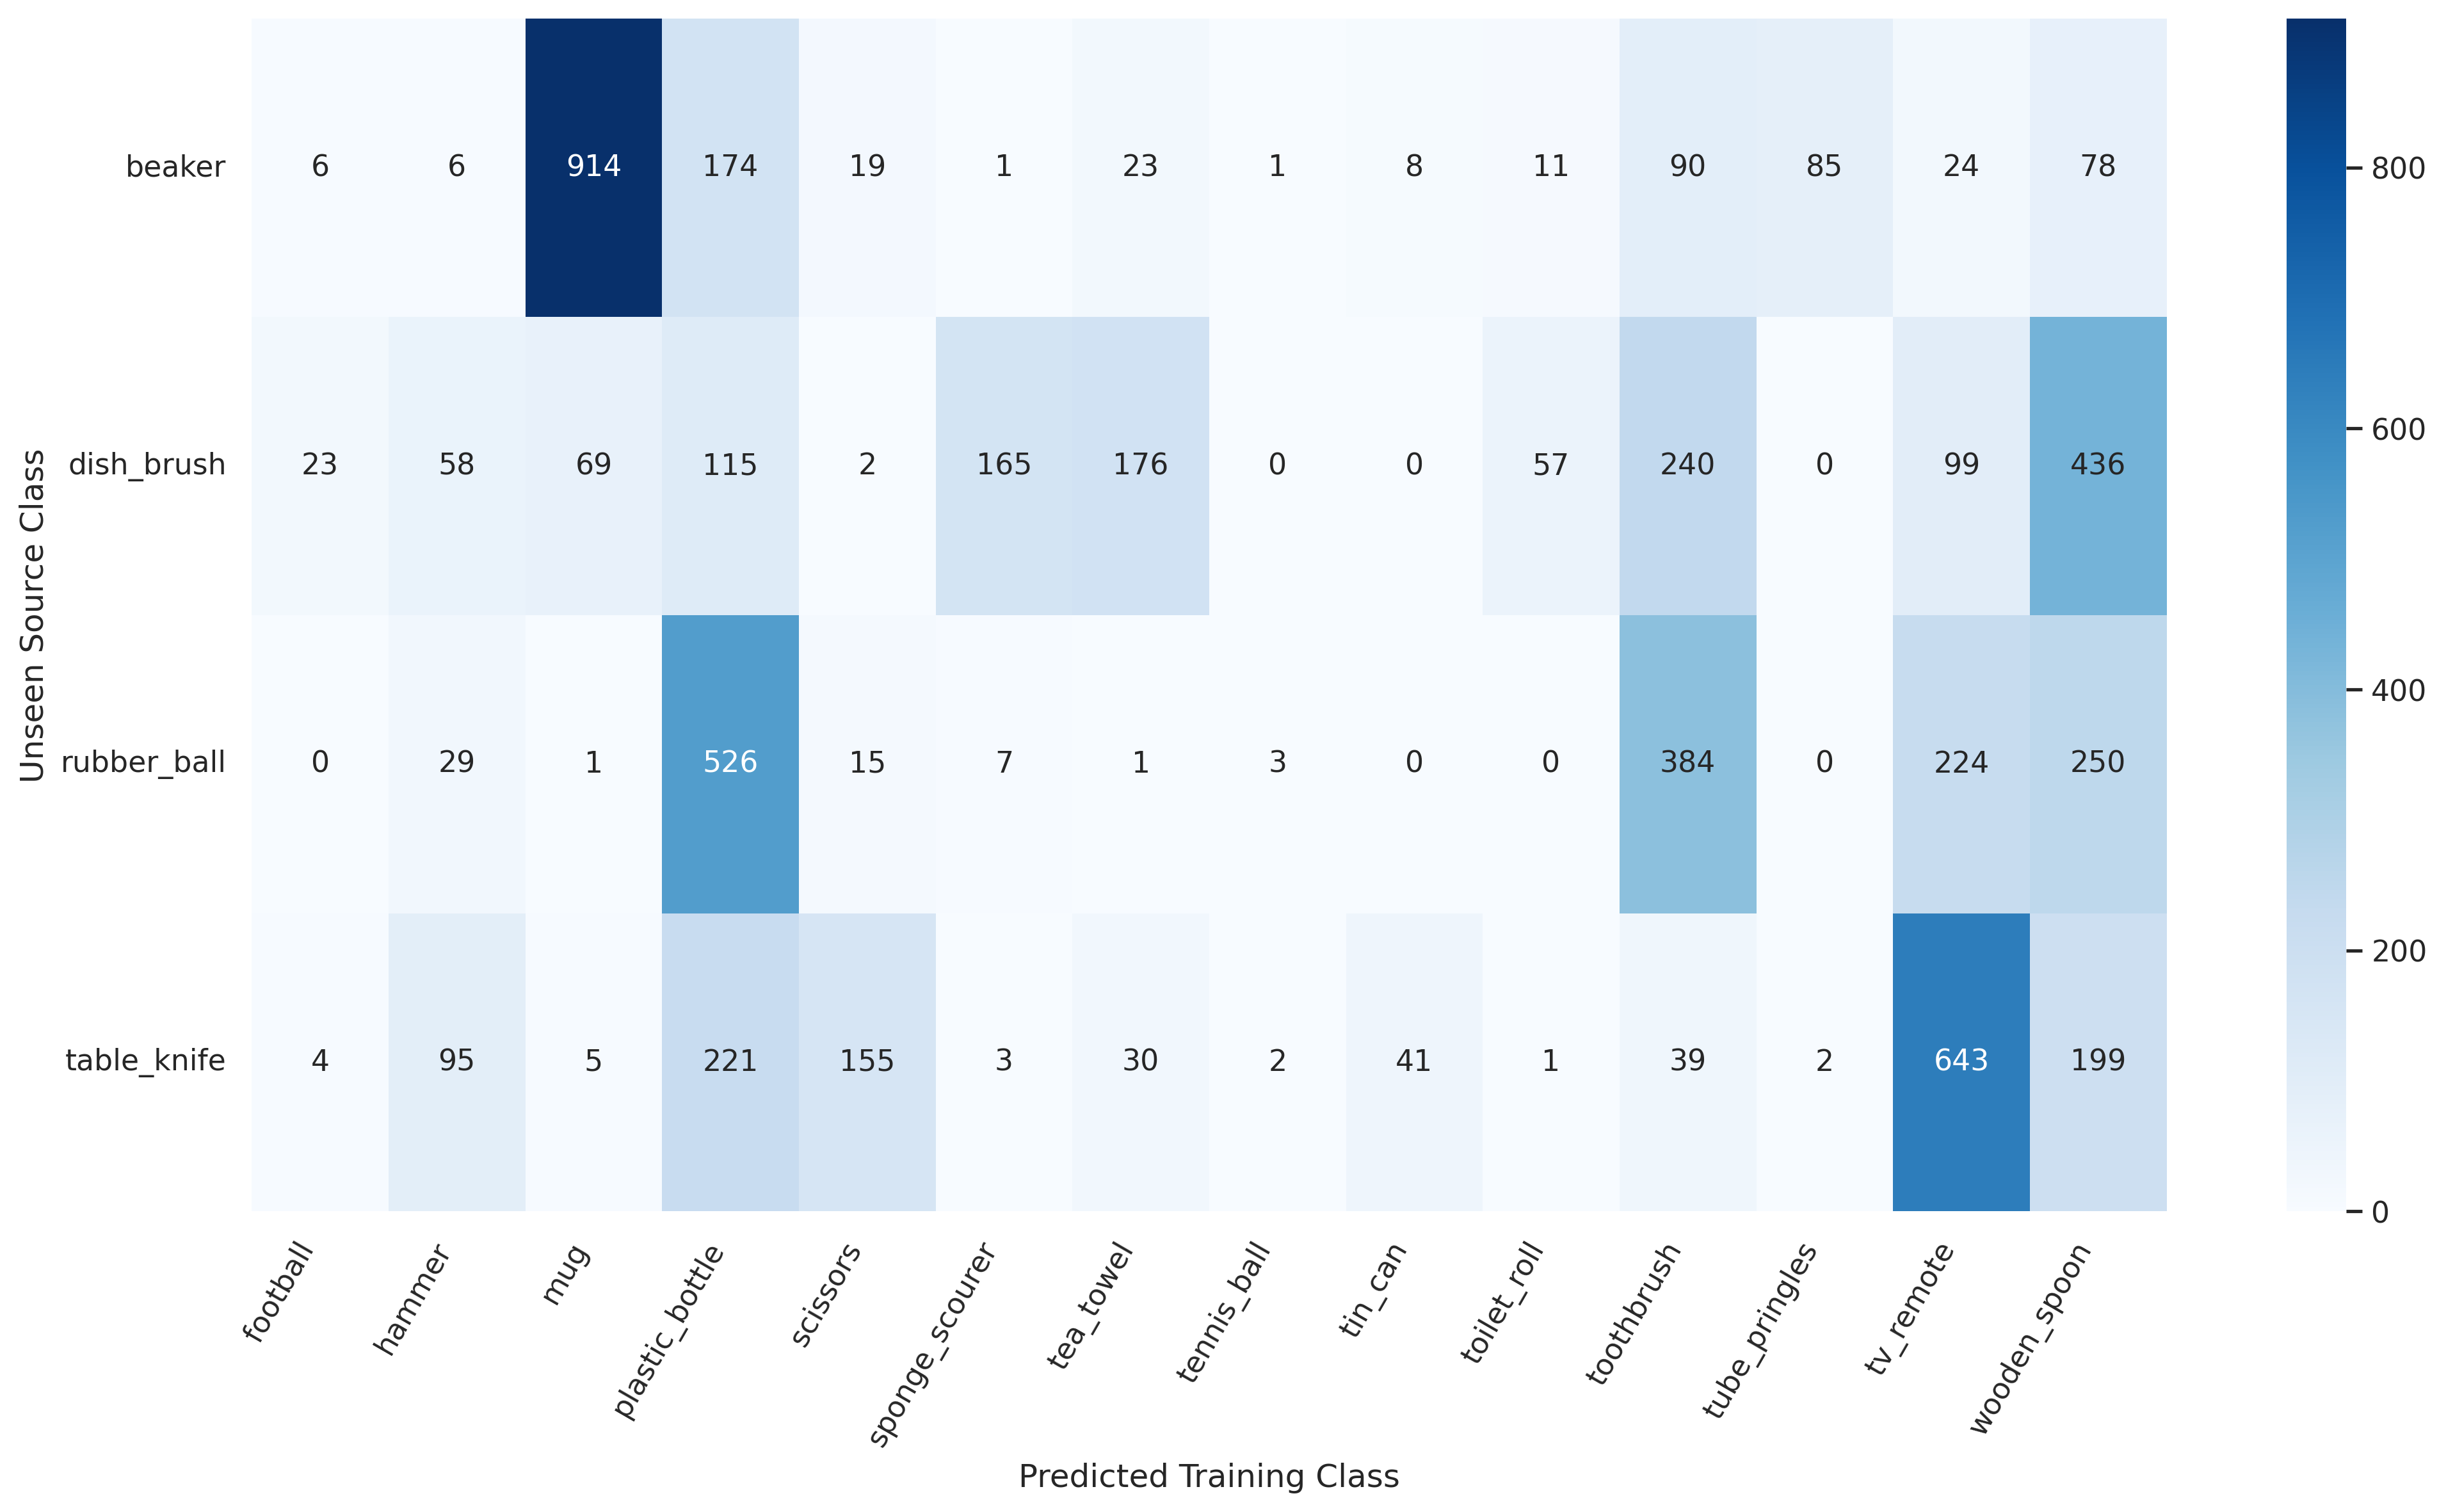 Unseen Source Class
beaker 6 6 914 174 19 1 23 1 8 11 90 85 24 78
dish_brush 23 58 69 115 2 165 176 0 0 57 240 0 99 436
rubber_ball 0 29 1 526 15 7 1 3 0 0 384 0 224 250
table_knife 4 95 5 221 155 3 30 2 41 1 39 2 643 199
football hammer mug plastic_bottle scissors sponge_scourer tea_towel tennis_ball tin_can toilet_roll toothbrush tube_pringles tv_remote wooden_spoon
Predicted Training Class
800
600
400
200
0